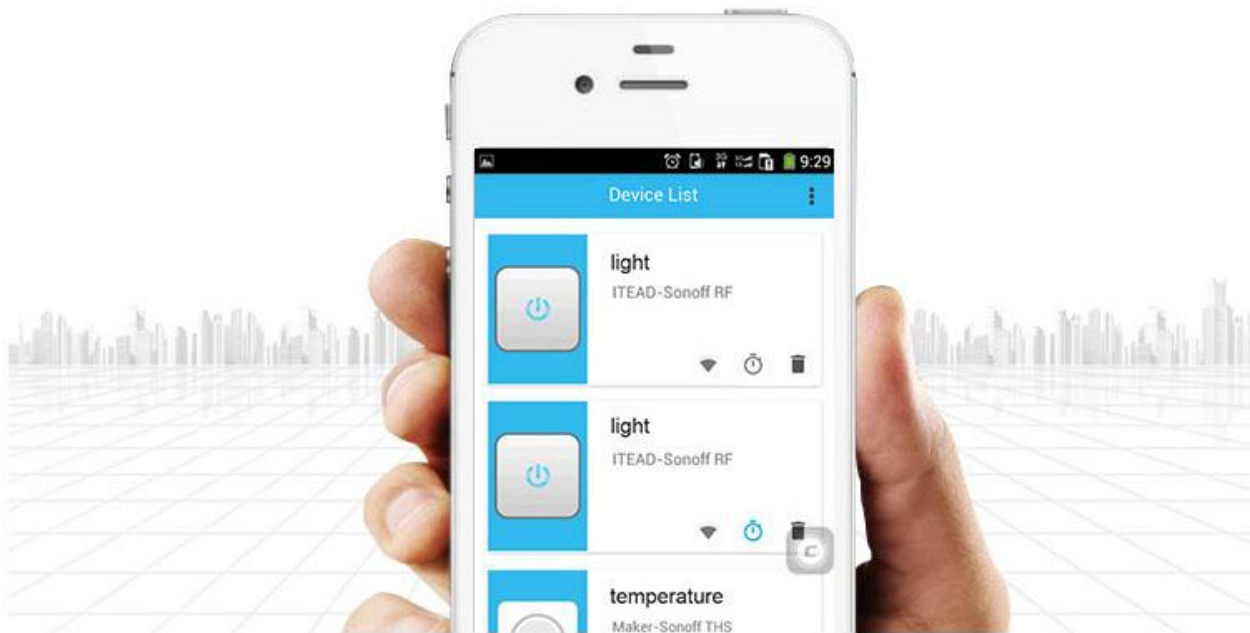 9:29
Device List
light
ITEAD-Sonoff RF
light
ITEAD-Sonoff RF
temperature
Maker-Sonoff THS